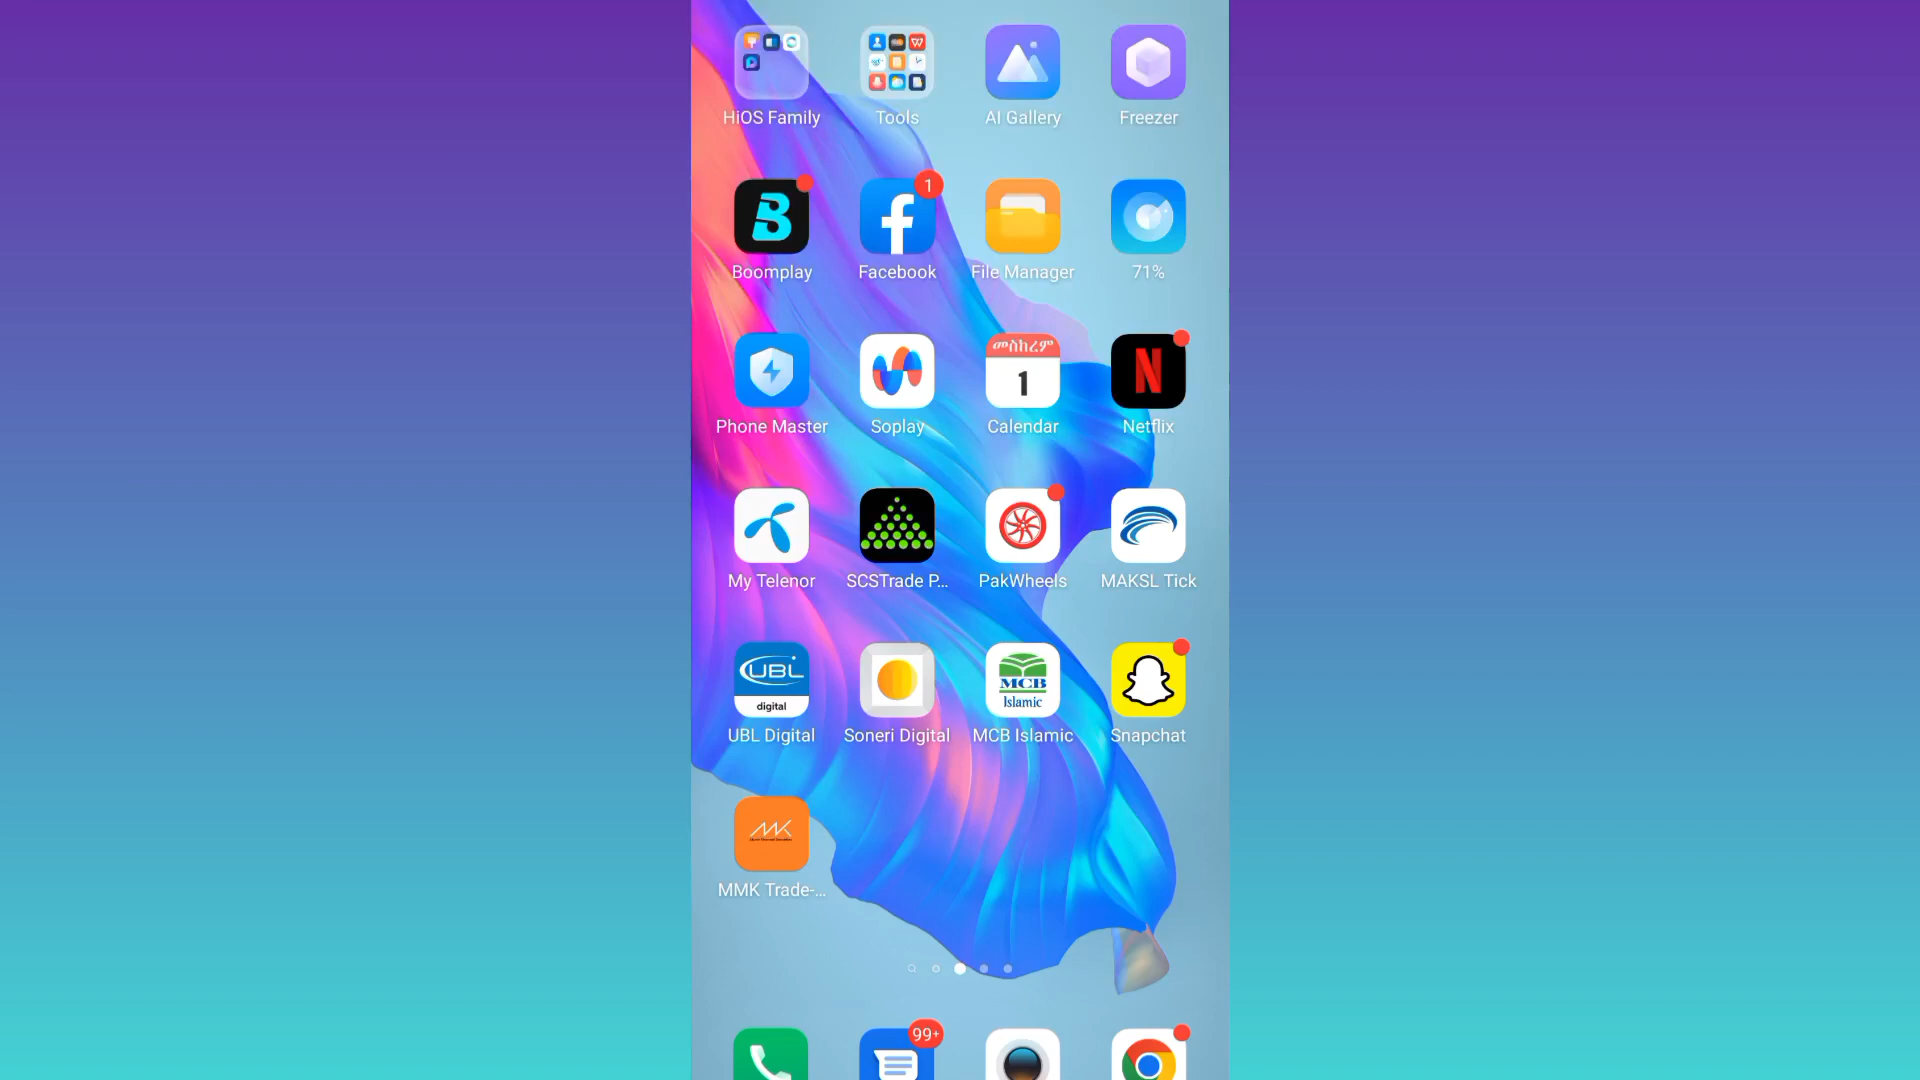 HiOS Family
Tools
AI Gallery
Freezer
1
Boomplay
Facebook
File Manager
71%
መስከረም
1
Phone Master
Soplay
Calendar
Netflix
My Telenor
SCSTrade P...
PakWheels
MAKSL Tick
UBL
digital
MCB
Islamic
UBL Digital
Soneri Digital
MCB Islamic
Snapchat
MK
MMK Trade-...
99+